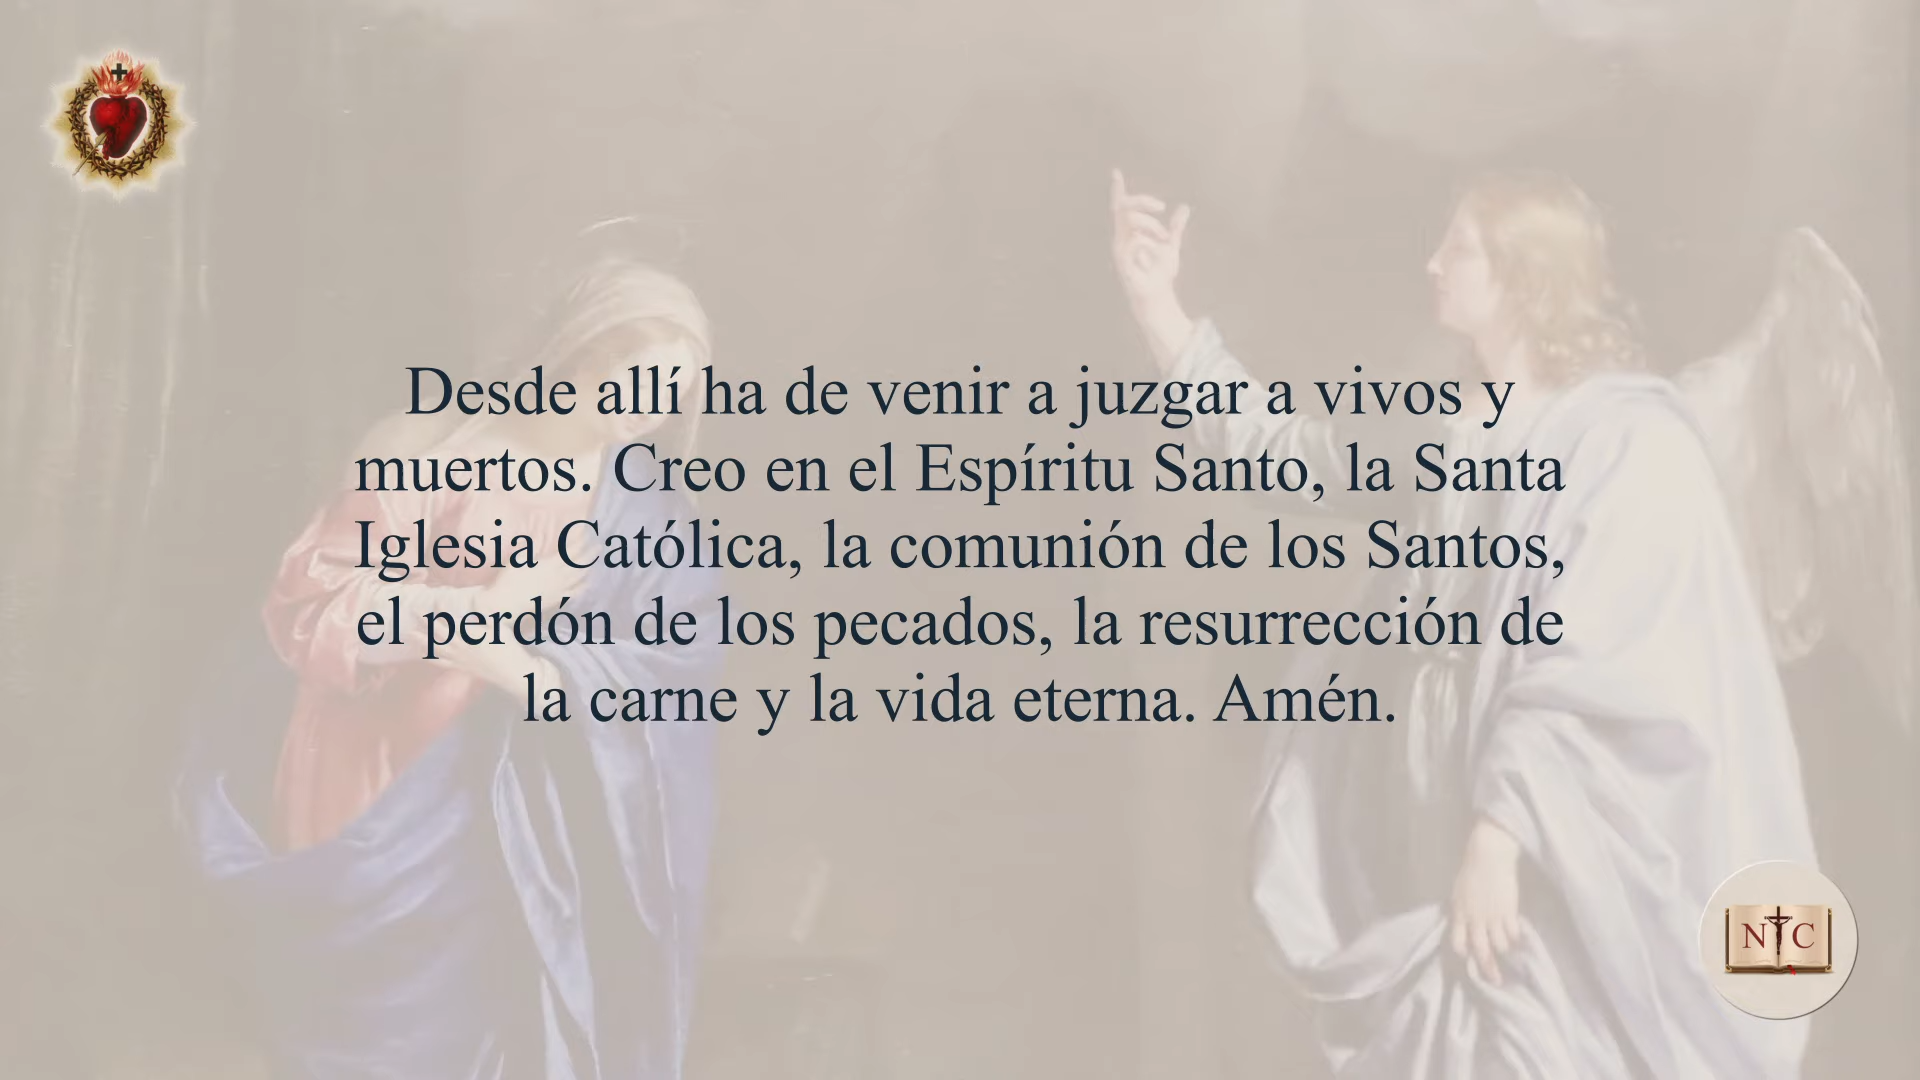 Desde allí ha de venir a juzgar a vivos y
muertos. Creo en el Espíritu Santo, la Santa
Iglesia Católica, la comunión de los Santos,
el perdón de los pecados, la resurrección de
la carne y la vida eterna. Amén.
N C